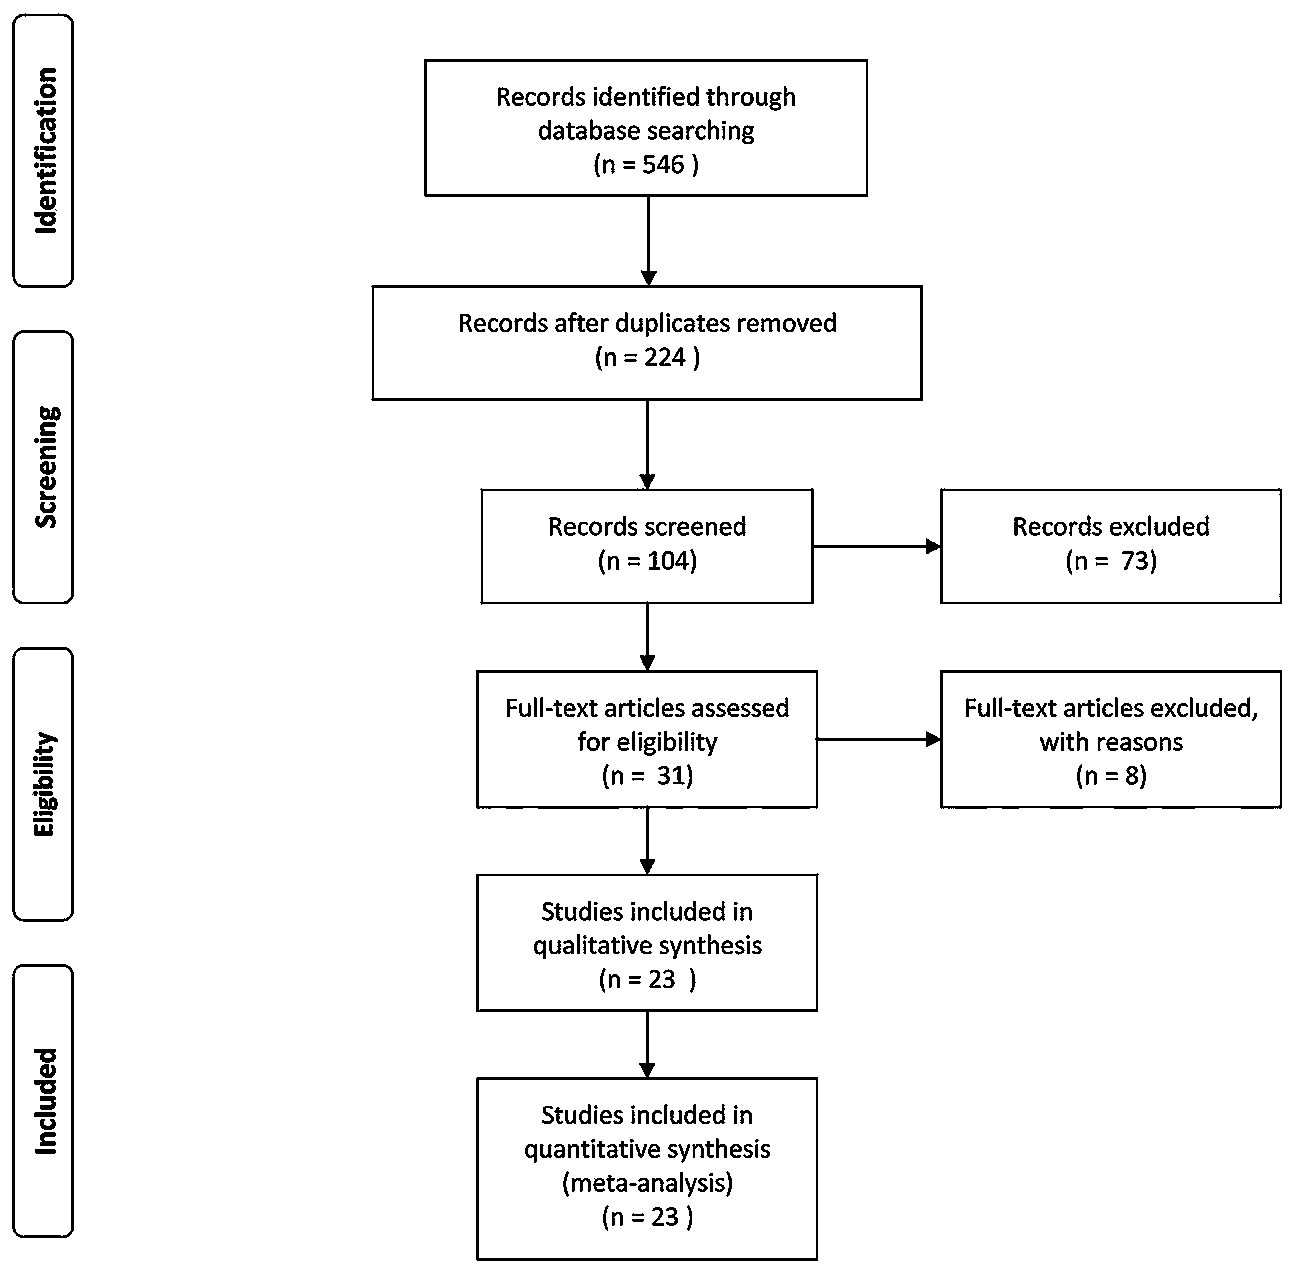 Identification
Records identified through
database searching
(n = 546 )
Records after duplicates removed
(n = 224 )
Screening
Records screened
(n = 104)
Records excluded
(n =  73)
Eligibility
Full-text articles assessed
for eligibility
(n =  31)
Full-text articles excluded,
with reasons
(n = 8)
Studies included in
qualitative synthesis
(n = 23  )
Included
Studies included in
quantitative synthesis
(meta-analysis)
(n = 23 )